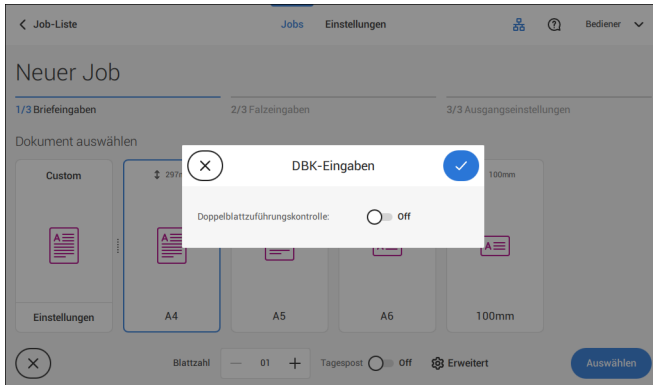 Job-Liste Jobs Einstellungen Bediener
Neuer Job
1/3 Briefeingaben 2/3 Falzeingaben 3/3 Ausgangseinstellungen
Dokument auswählen
DBK-Eingaben
Doppelblattzuführungskontrolle: Off
Custom 297 100mm
Einstellungen A4 A5 A6 100mm
Blattzahl 01 Tagespost Off Erweitert Auswählen